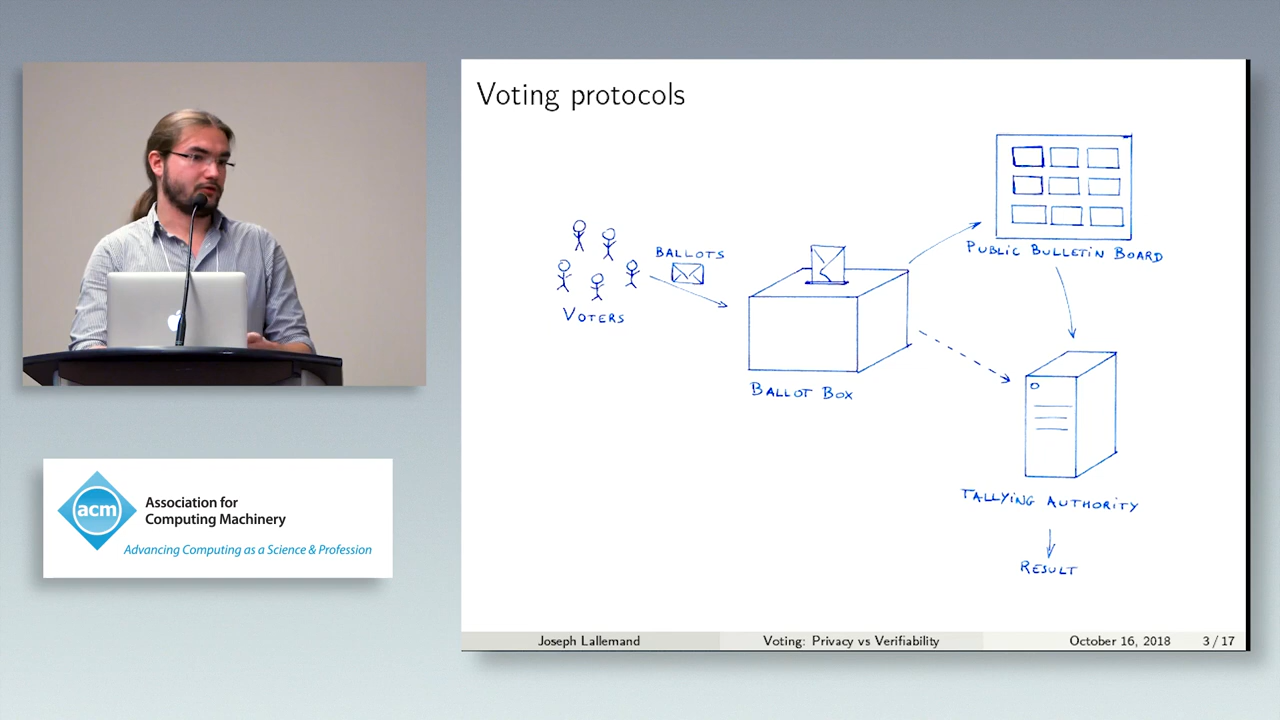 Voting protocols
BALLOTS
VOTERS
BALLOT BOX
PUBLIC BULLETIN BOARD
TALLYING AUTHORITY
RESULT
Joseph Lallemand
Voting: Privacy vs Verifiability
October 16, 2018
3 / 17
acm
Association for
Computing Machinery
Advancing Computing as a Science & Profession